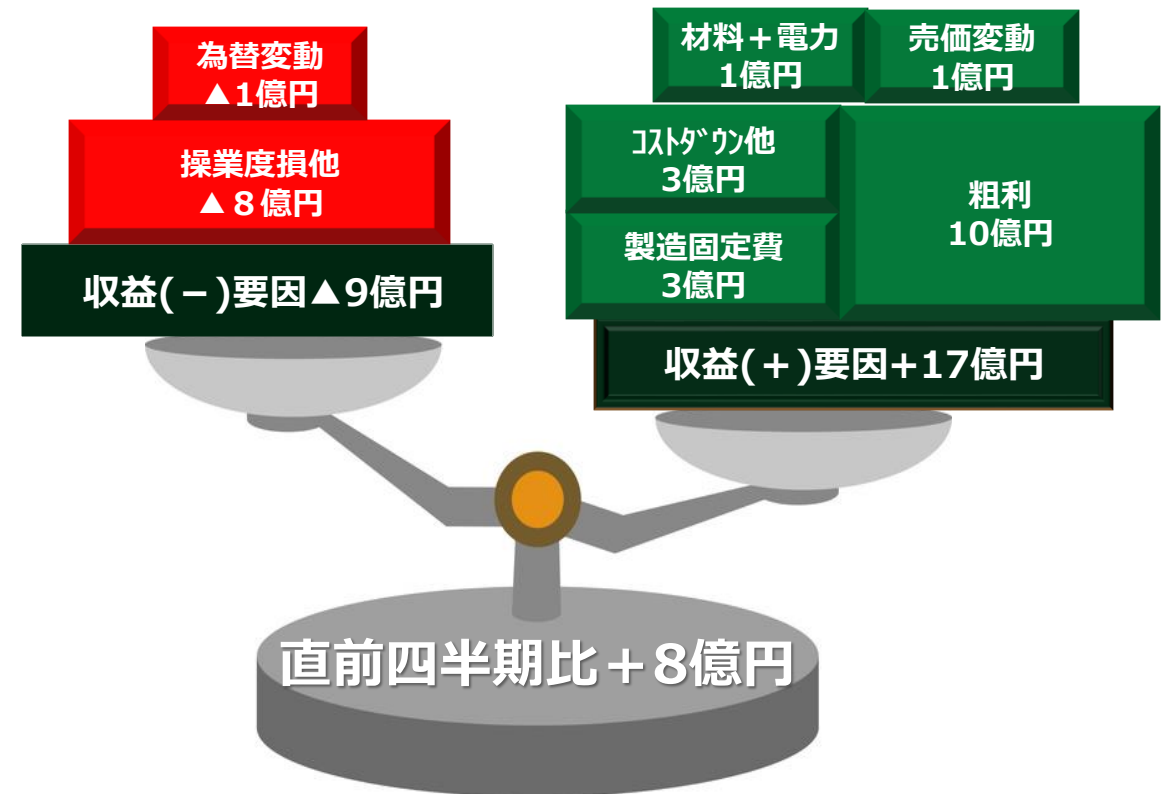 為替変動
▲1億円
操業度損他
▲８億円
収益(－)要因▲9億円
材料＋電力
1億円
売価変動
1億円
ｺｽﾄﾀﾞｳﾝ他
3億円
製造固定費
3億円
粗利
10億円
収益(＋)要因+17億円
直前四半期比＋8億円